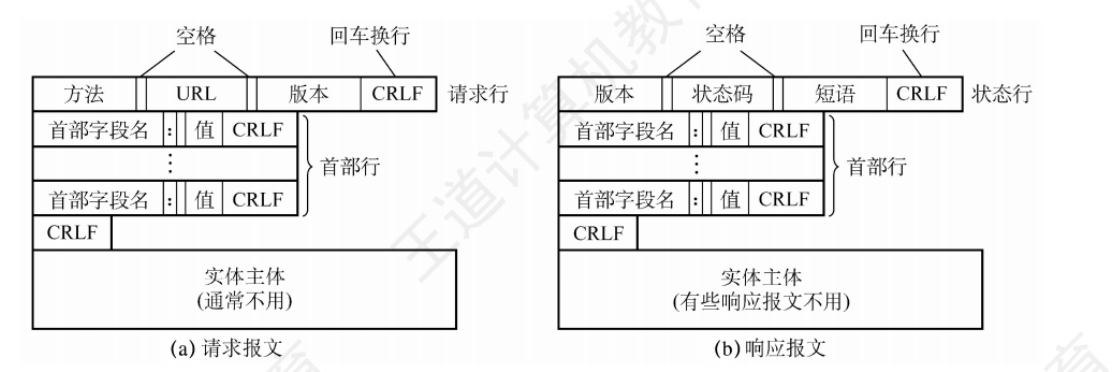 空格 回车换行
方法 URL 版本 CRLF 请求行
首部字段名 : 值 CRLF
⋮
首部字段名 : 值 CRLF
首部行
CRLF
实体主体
(通常不用)
(a) 请求报文
空格 回车换行
版本 状态码 短语 CRLF 状态行
首部字段名 : 值 CRLF
⋮
首部字段名 : 值 CRLF
首部行
CRLF
实体主体
(有些响应报文不用)
(b) 响应报文
王道计算机教育
育